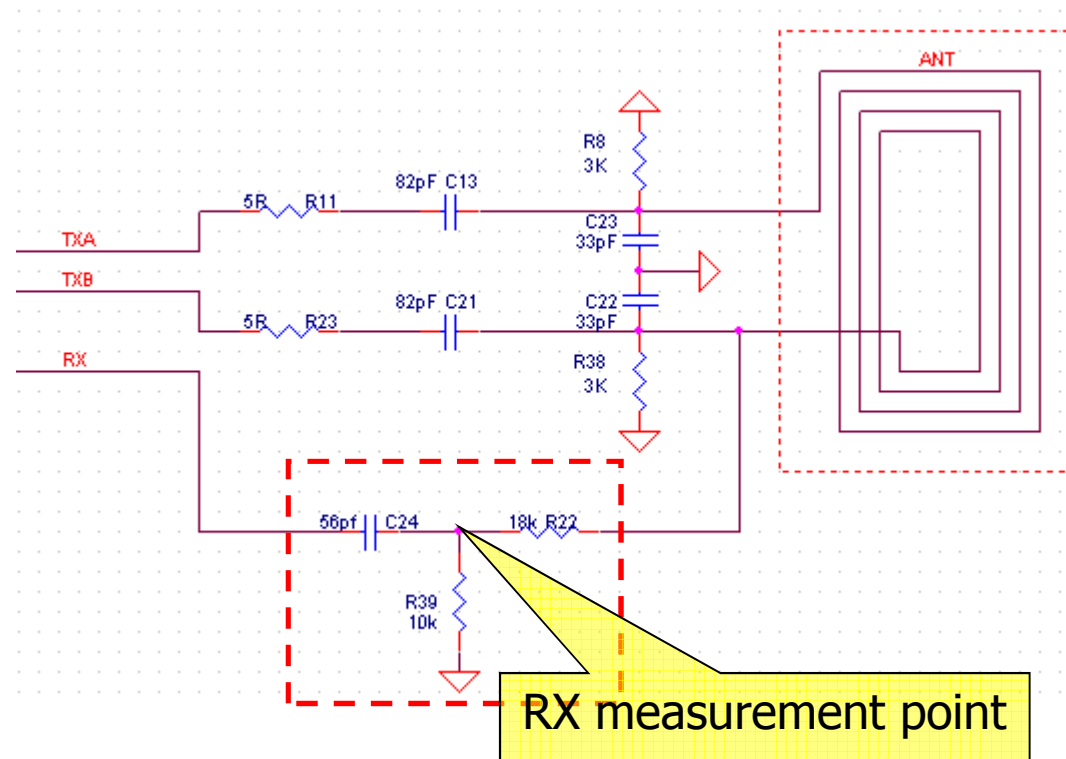 ANT
R8
3K
82pF C13
5R R11
C23
33pF
TXA
TXB
82pF C21
C22
33pF
5R R23
RX
R38
3K
56pf C24
18k R22
R39
10k
RX measurement point